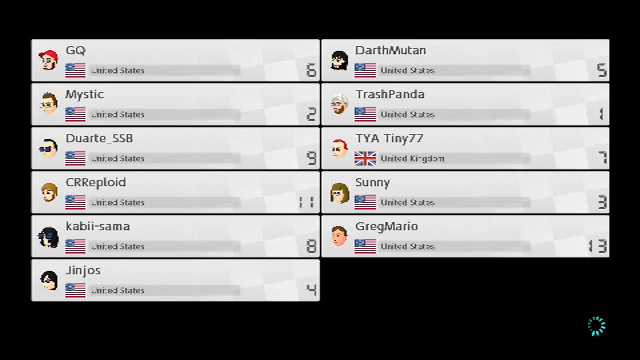 GQ
United States
6
DarthMutan
United States
5
Mystic
United States
2
TrashPanda
United States
1
Duarte_SSB
United States
9
TYA Tiny77
United Kingdom
7
CRReploid
United States
11
Sunny
United States
3
kabii-sama
United States
8
GregMario
United States
13
Jinjos
United States
4